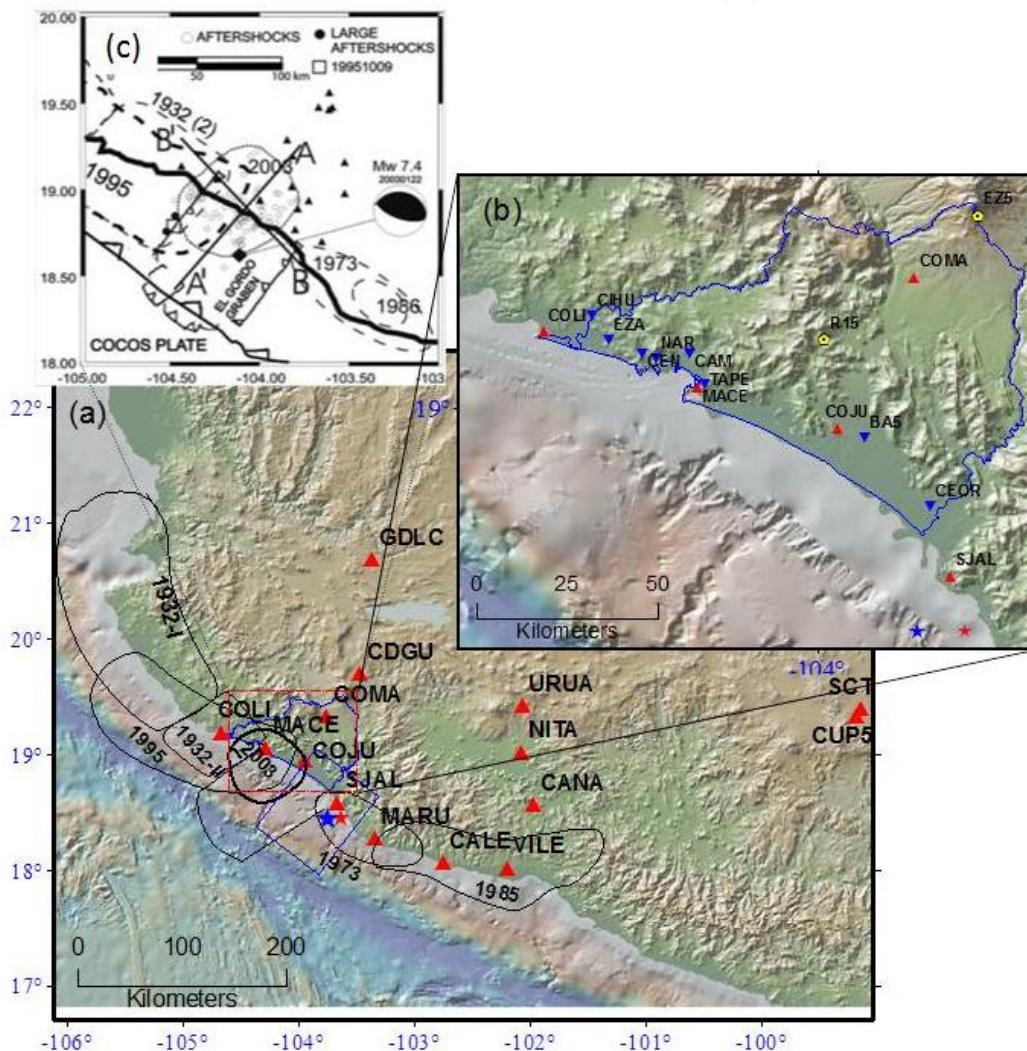 20.00
(c)
AFTERSHOCKS
LARGE
AFTERSHOCKS
50
100 km
19951009
19.50
1932 (2)
B'
A
2003
Mw 7.4
20030122
19.00
1995
1973
18.50
A'
EL GORDO
GRABEN
B
1986
COCOS PLATE
18.00
-105.00
-104.50
-104.00
-103.50
(b)
EZ5
COMA
COLI
CIHU
EZA
R15
NAR
CAM
TAPE
MACE
COJU
BA5
CEOR
SJAL
0
25
50
Kilometers
-104°
(a)
19°
22°
21°
20°
19°
18°
17°
GDLC
1932-I
CDGU
COMA
URUA
SCT
COLI
MACE
NITA
CUP5
1995
1932-II
2003
COJU
SJAL
CANA
MARU
CALE
VILE
1973
1985
0
100
200
Kilometers
-106°
-105°
-104°
-103°
-102°
-101°
-100°